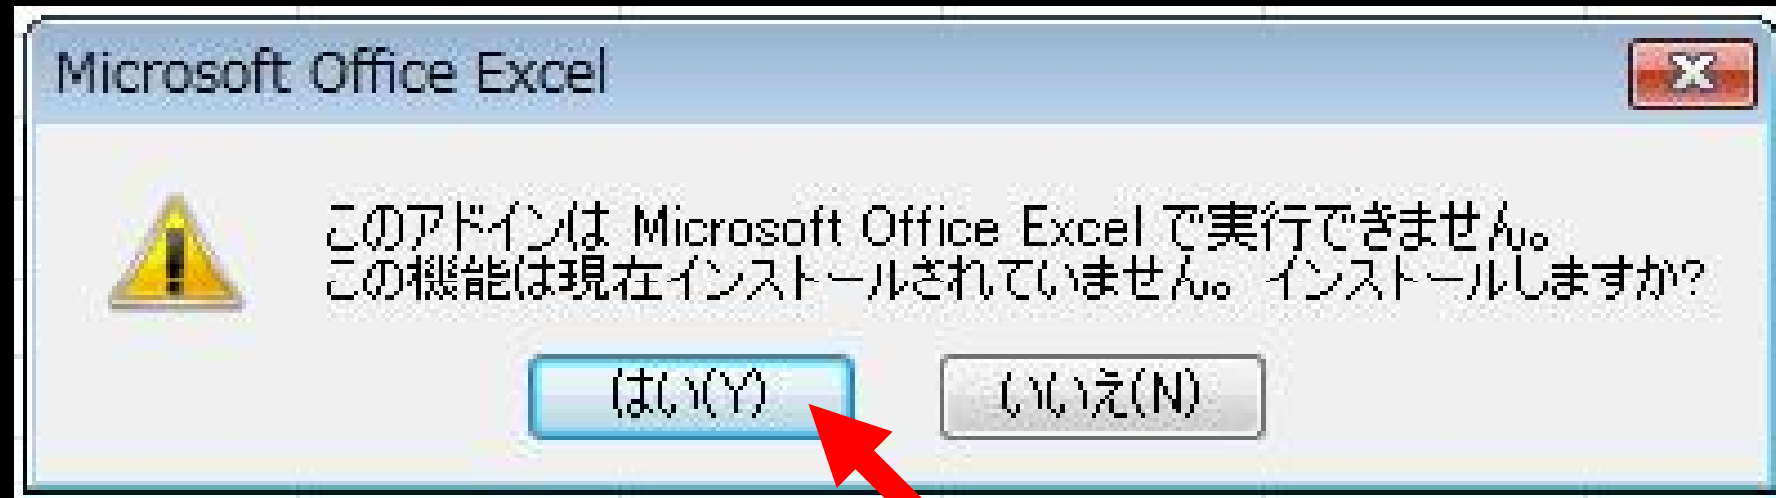 Microsoft Office Excel
このアドインは Microsoft Office Excel で実行できません。
この機能は現在インストールされていません。 インストールしますか?
はい(Y)
いいえ(N)